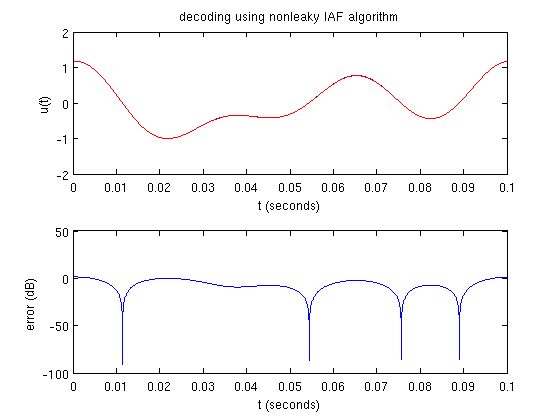 decoding using nonleaky IAF algorithm
2
1
0
-1
-2
u(t)
0 0.01 0.02 0.03 0.04 0.05 0.06 0.07 0.08 0.09 0.1
t (seconds)
50
0
-50
-100
error (dB)
0 0.01 0.02 0.03 0.04 0.05 0.06 0.07 0.08 0.09 0.1
t (seconds)